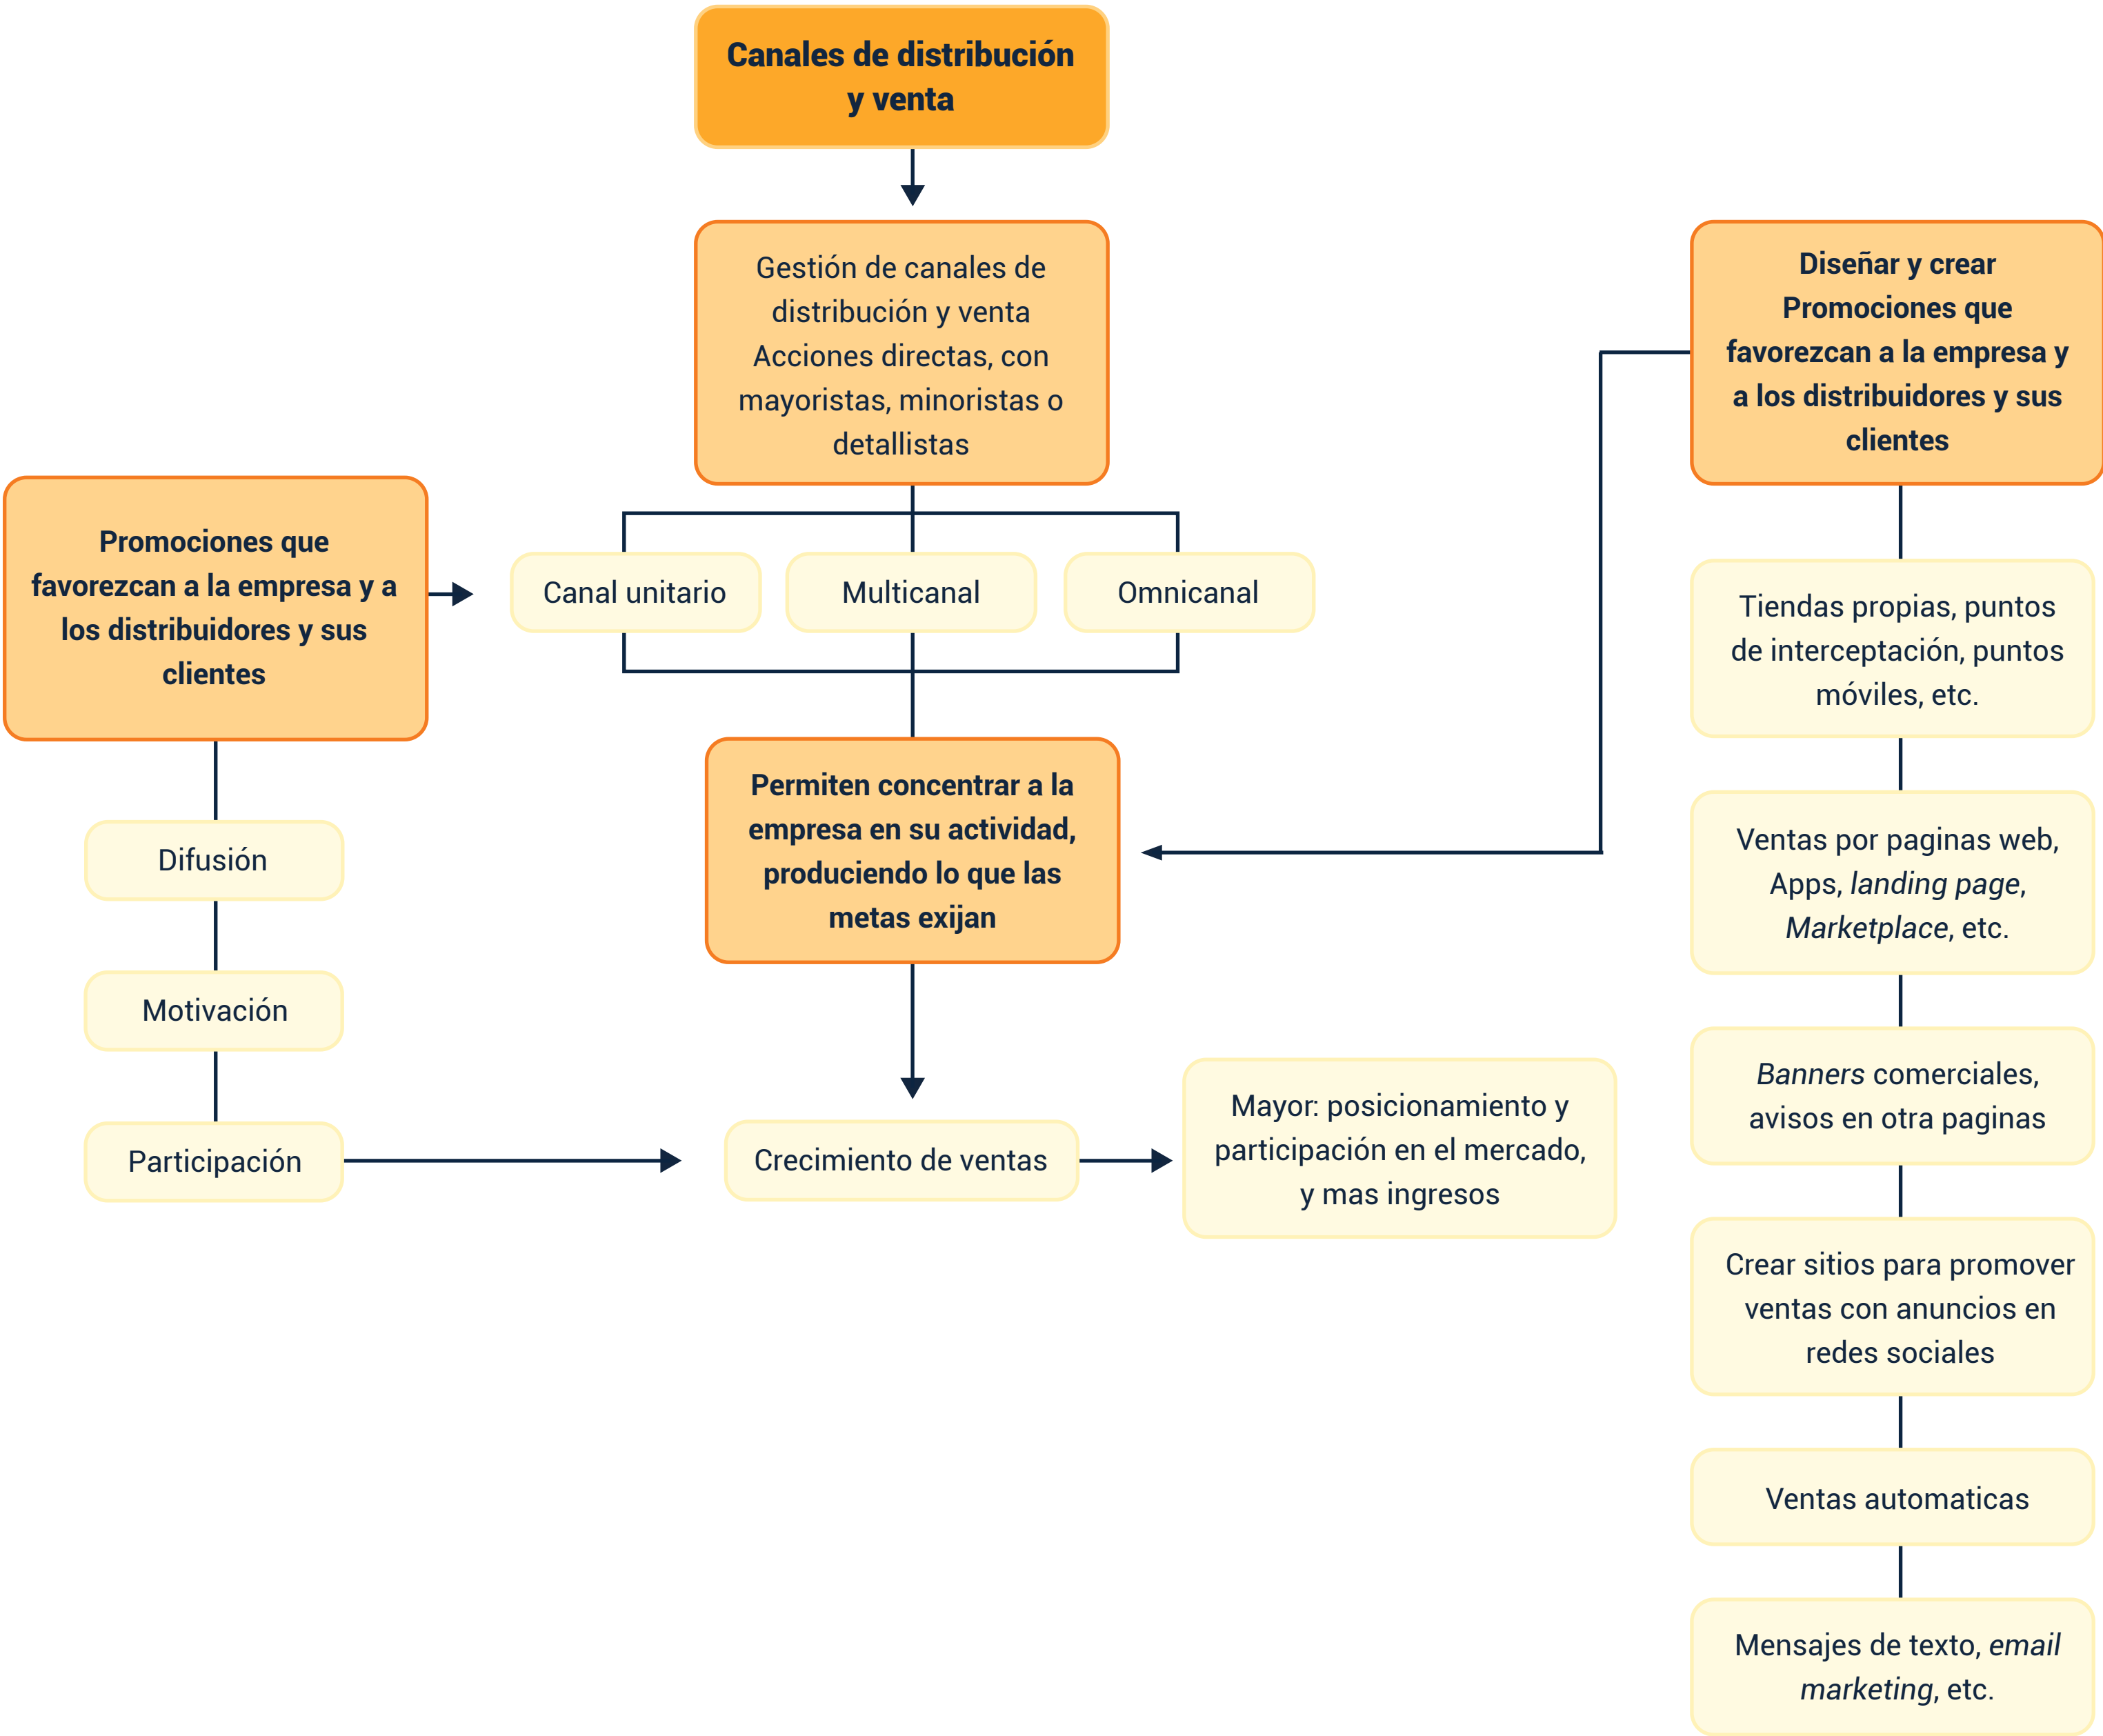 Canales de distribución
y venta
Gestión de canales de
distribución y venta
Acciones directas, con
mayoristas, minoristas o
detallistas
Promociones que
favorezcan a la empresa y a
los distribuidores y sus
clientes
Canal unitario
Multicanal
Omnicanal
Difusión
Motivación
Participación
Permiten concentrar a la
empresa en su actividad,
produciendo lo que las
metas exijan
Crecimiento de ventas
Mayor: posicionamiento y
participación en el mercado,
y mas ingresos
Diseñar y crear
Promociones que
favorezcan a la empresa y
a los distribuidores y sus
clientes
Tiendas propias, puntos
de interceptación, puntos
móviles, etc.
Ventas por paginas web,
Apps, landing page,
Marketplace, etc.
Banners comerciales,
avisos en otra paginas
Crear sitios para promover
ventas con anuncios en
redes sociales
Ventas automaticas
Mensajes de texto, email
marketing, etc.